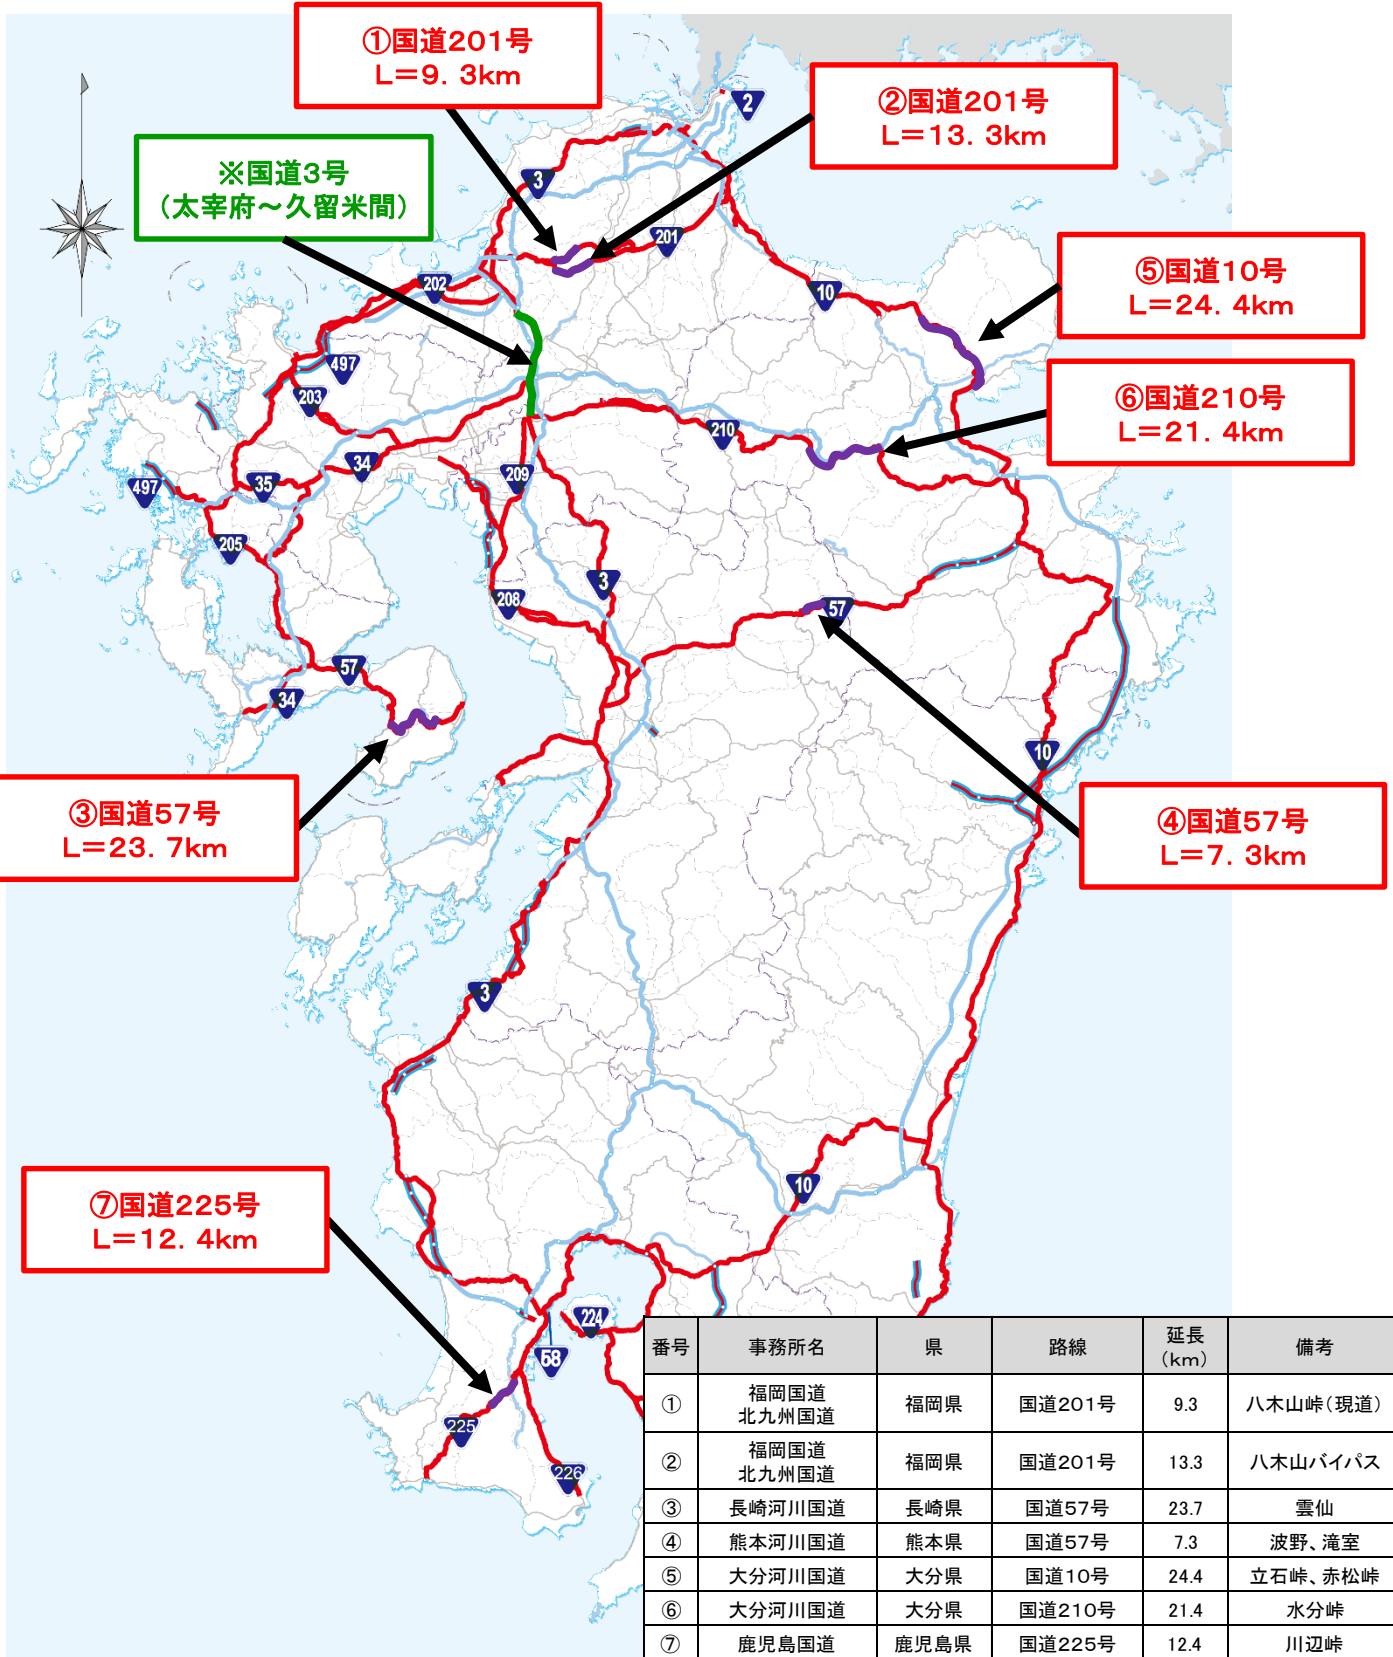 ①国道201号
L=9.3km
②国道201号
L=13.3km
※国道3号
(太宰府～久留米間)
⑤国道10号
L=24.4km
⑥国道210号
L=21.4km
③国道57号
L=23.7km
④国道57号
L=7.3km
⑦国道225号
L=12.4km
2
3
201
202
10
497
203
210
34
209
35
497
205
208
3
57
57
34
10
3
10
224
58
225
226
番号 事務所名 県 路線 延長(km) 備考
① 福岡国道 北九州国道 福岡県 国道201号 9.3 八木山峠(現道)
② 福岡国道 北九州国道 福岡県 国道201号 13.3 八木山バイパス
③ 長崎河川国道 長崎県 国道57号 23.7 雲仙
④ 熊本河川国道 熊本県 国道57号 7.3 波野、滝室
⑤ 大分河川国道 大分県 国道10号 24.4 立石峠、赤松峠
⑥ 大分河川国道 大分県 国道210号 21.4 水分峠
⑦ 鹿児島国道 鹿児島県 国道225号 12.4 川辺峠